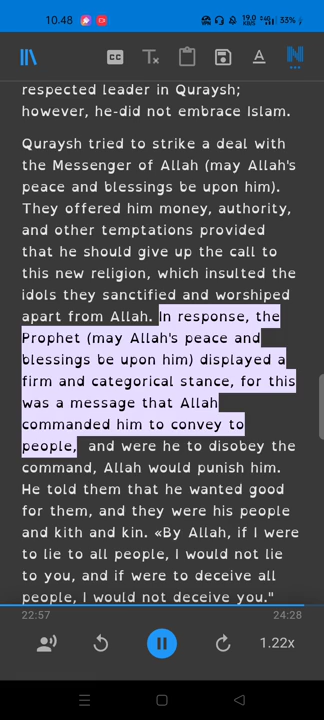 10.48
19.0
KB/S
33%
CC
A
N
respected leader in Quraysh;
however, he-did not embrace Islam.
Quraysh tried to strike a deal with
the Messenger of Allah (may Allah's
peace and blessings be upon him).
They offered him money, authority,
and other temptations provided
that he should give up the call to
this new religion, which insulted the
idols they sanctified and worshiped
apart from Allah. In response, the
Prophet (may Allah's peace and
blessings be upon him) displayed a
firm and categorical stance, for this
was a message that Allah
commanded him to convey to
people, and were he to disobey the
command, Allah would punish him.
He told them that he wanted good
for them, and they were his people
and kith and kin. «By Allah, if I were
to lie to all people, I would not lie
to you, and if were to deceive all
people, I would not deceive you."
22:57
24:28
1.22x